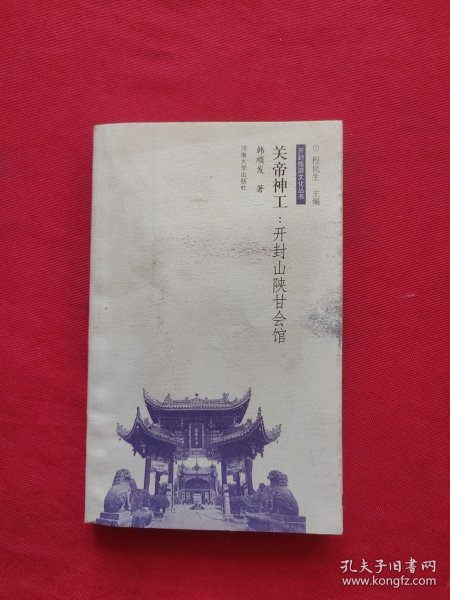 ⊙程民生 主编
开封旅游文化丛书
关帝神工：开封山陕甘会馆
韩顺发 著
河南大学出版社
孔夫子旧书网
www.kongfz.com